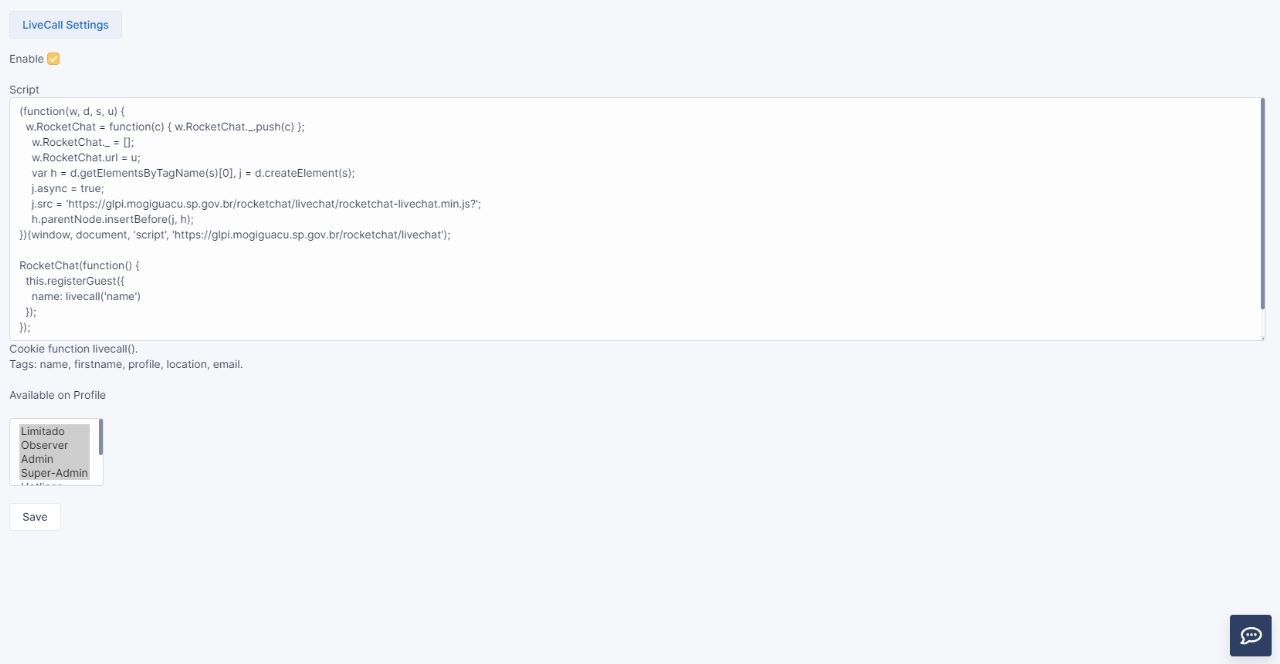 LiveCall Settings
Enable
Script
(function(w, d, s, u) {
w.RocketChat = function(c) { w.RocketChat._.push(c) };
w.RocketChat._ = [];
w.RocketChat.url = u;
var h = d.getElementsByTagName(s)[0], j = d.createElement(s);
j.async = true;
j.src = 'https://glpi.mogiguacu.sp.gov.br/rocketchat/livechat/rocketchat-livechat.min.js?';
h.parentNode.insertBefore(j, h);
})(window, document, 'script', 'https://glpi.mogiguacu.sp.gov.br/rocketchat/livechat');
RocketChat(function() {
this.registerGuest({
name: livecall('name')
});
});
Cookie function livecall().
Tags: name, firstname, profile, location, email.
Available on Profile
Limitado
Observer
Admin
Super-Admin
Save